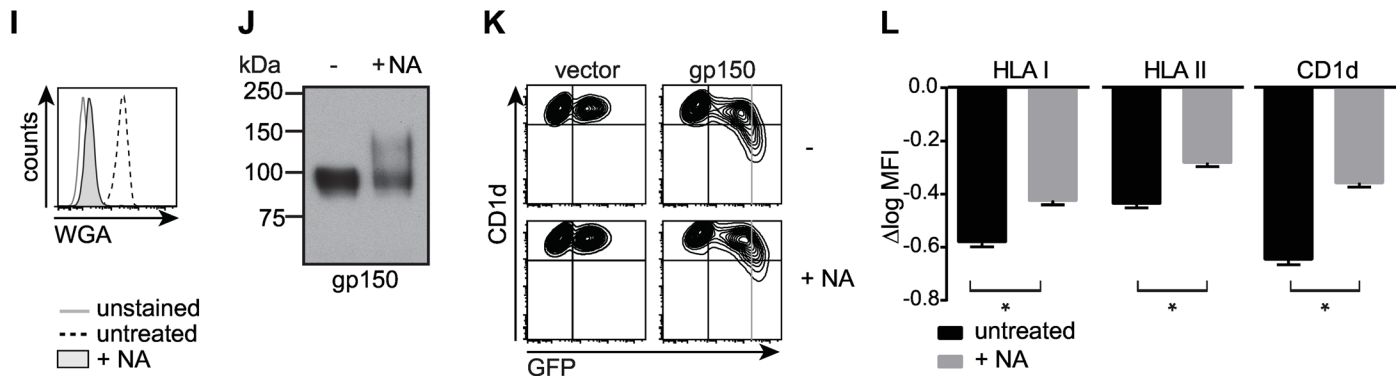 I
counts
WGA
unstained
untreated
+ NA
J
kDa - + NA
250
150
100
75
gp150
K
vector gp150
-
+ NA
CD1d
GFP
L
HLA I HLA II CD1d
0.0
-0.2
-0.4
-0.6
-0.8
Δlog MFI
* * *
untreated
+ NA